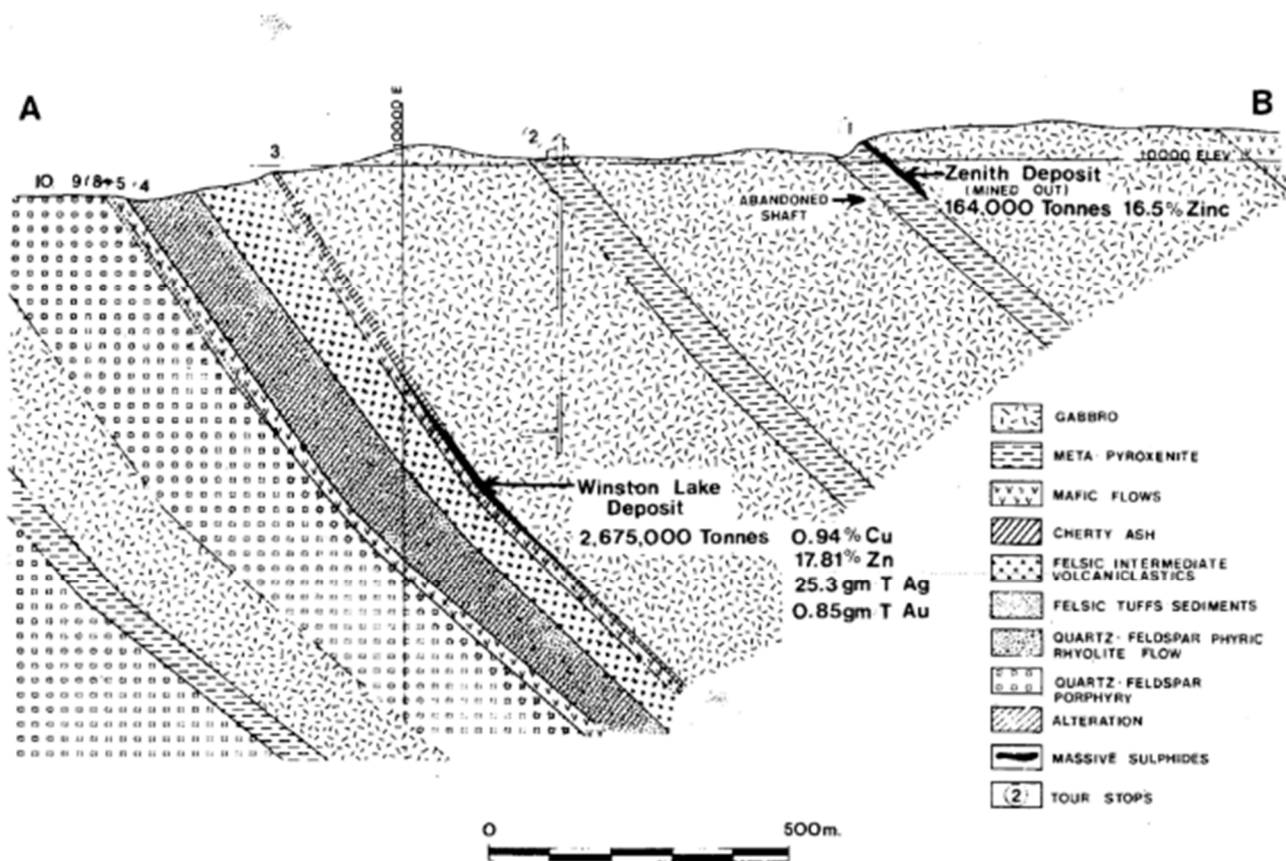 A
B
10000 E
3
2
1
10 9 8 5 4
10000 ELEV
Zenith Deposit
(MINED OUT)
164,000 Tonnes 16.5% Zinc
ABANDONED
SHAFT
Winston Lake
Deposit
2,675,000 Tonnes 0.94% Cu
17.81% Zn
25.3 gm T Ag
0.85 gm T Au
GABBRO
META-PYROXENITE
MAFIC FLOWS
CHERTY ASH
FELSIC INTERMEDIATE
VOLCANICLASTICS
FELSIC TUFFS SEDIMENTS
QUARTZ-FELDSPAR PHYRIC
RHYOLITE FLOW
QUARTZ-FELDSPAR
PORPHYRY
ALTERATION
MASSIVE SULPHIDES
(2) TOUR STOPS
0 500m.